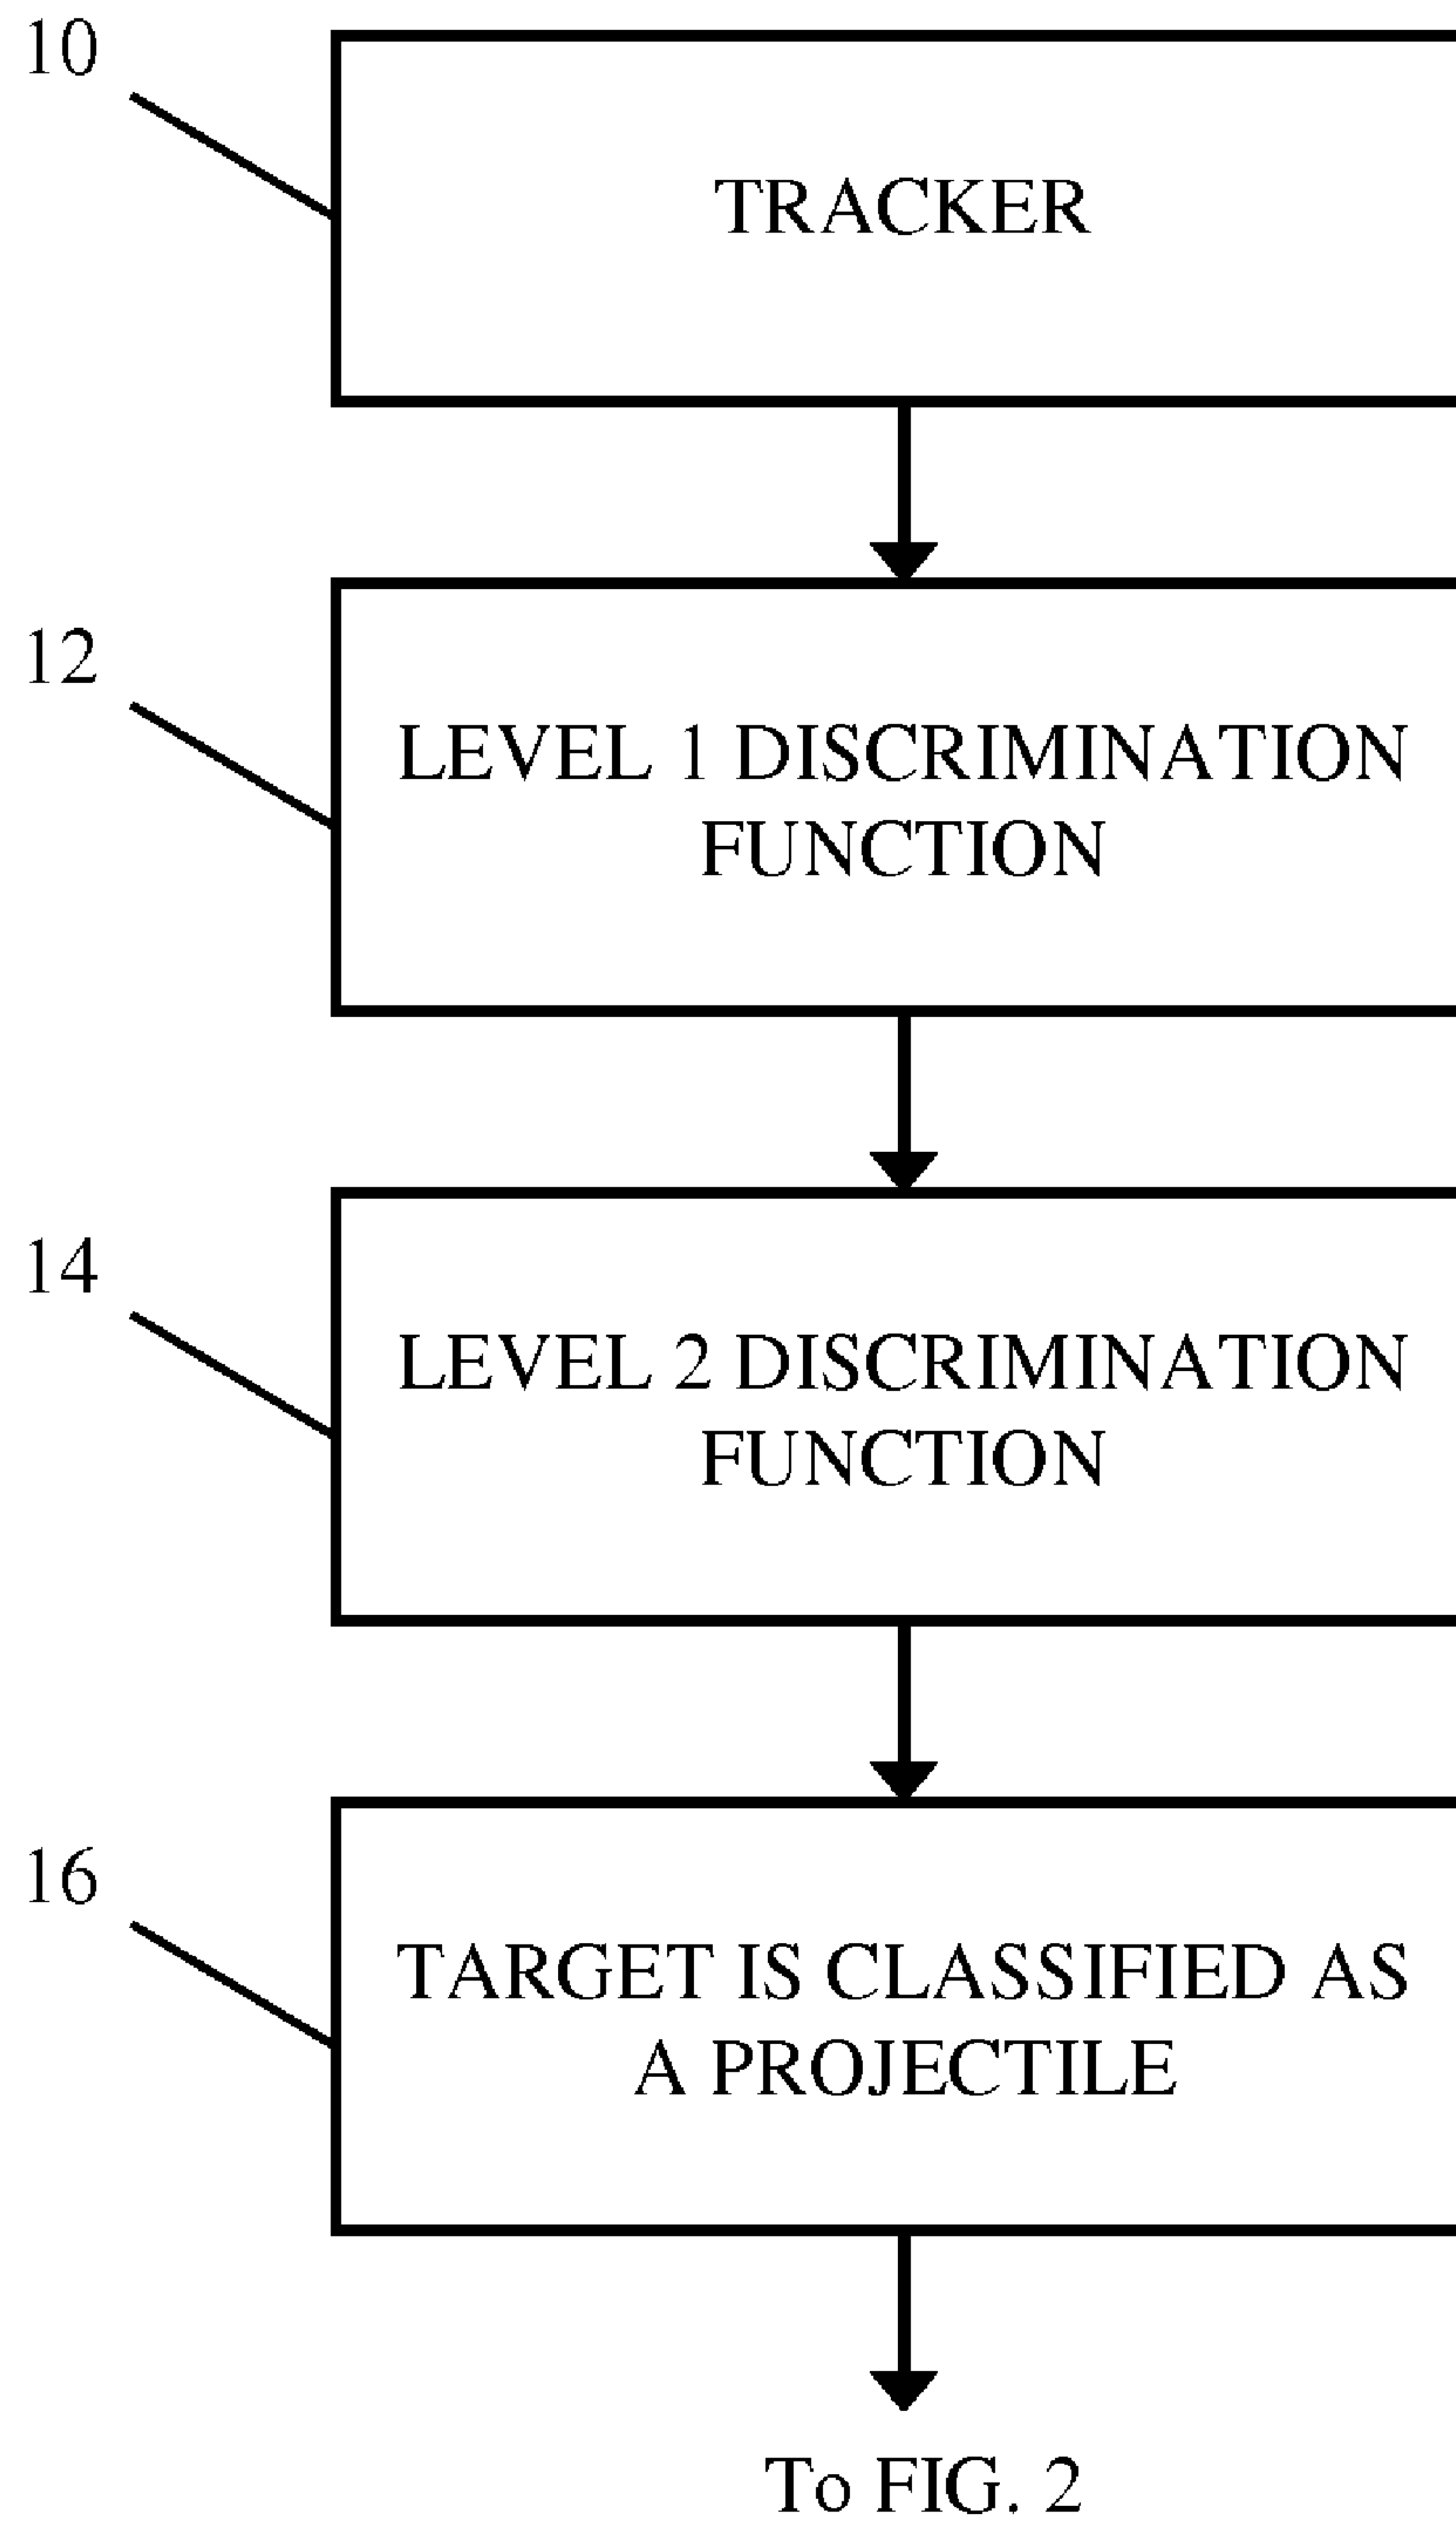 10
TRACKER
12
LEVEL 1 DISCRIMINATION
FUNCTION
14
LEVEL 2 DISCRIMINATION
FUNCTION
16
TARGET IS CLASSIFIED AS
A PROJECTILE
To FIG. 2